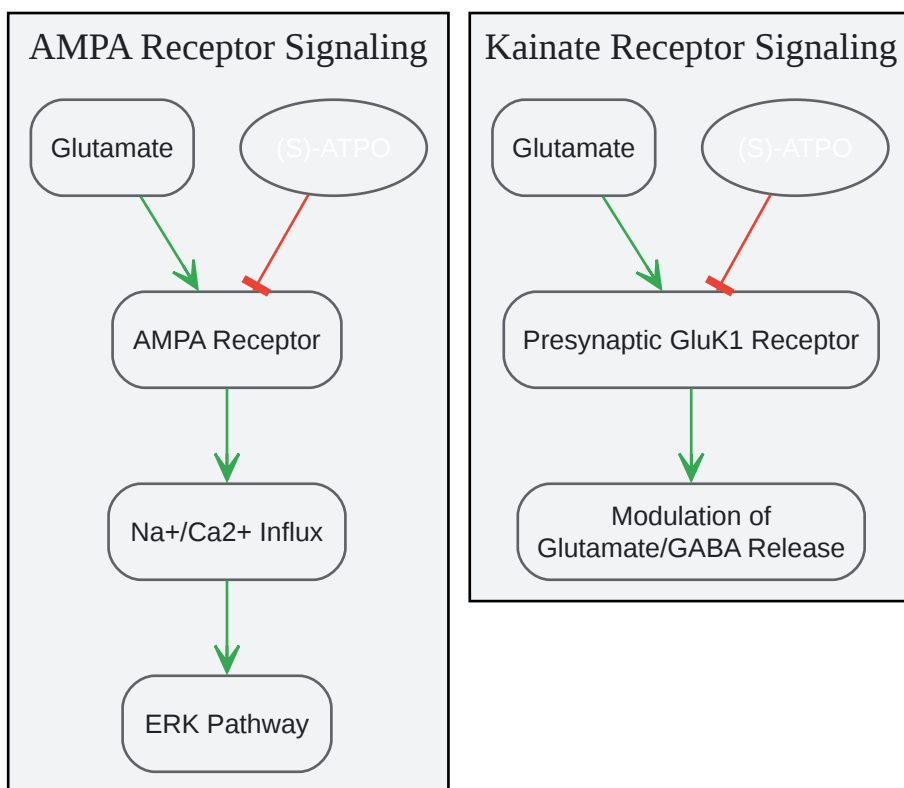 AMPA Receptor Signaling
Glutamate
(S)-ATPO
AMPA Receptor
Na+/Ca2+ Influx
ERK Pathway
Kainate Receptor Signaling
Glutamate
(S)-ATPO
Presynaptic GluK1 Receptor
Modulation of
Glutamate/GABA Release